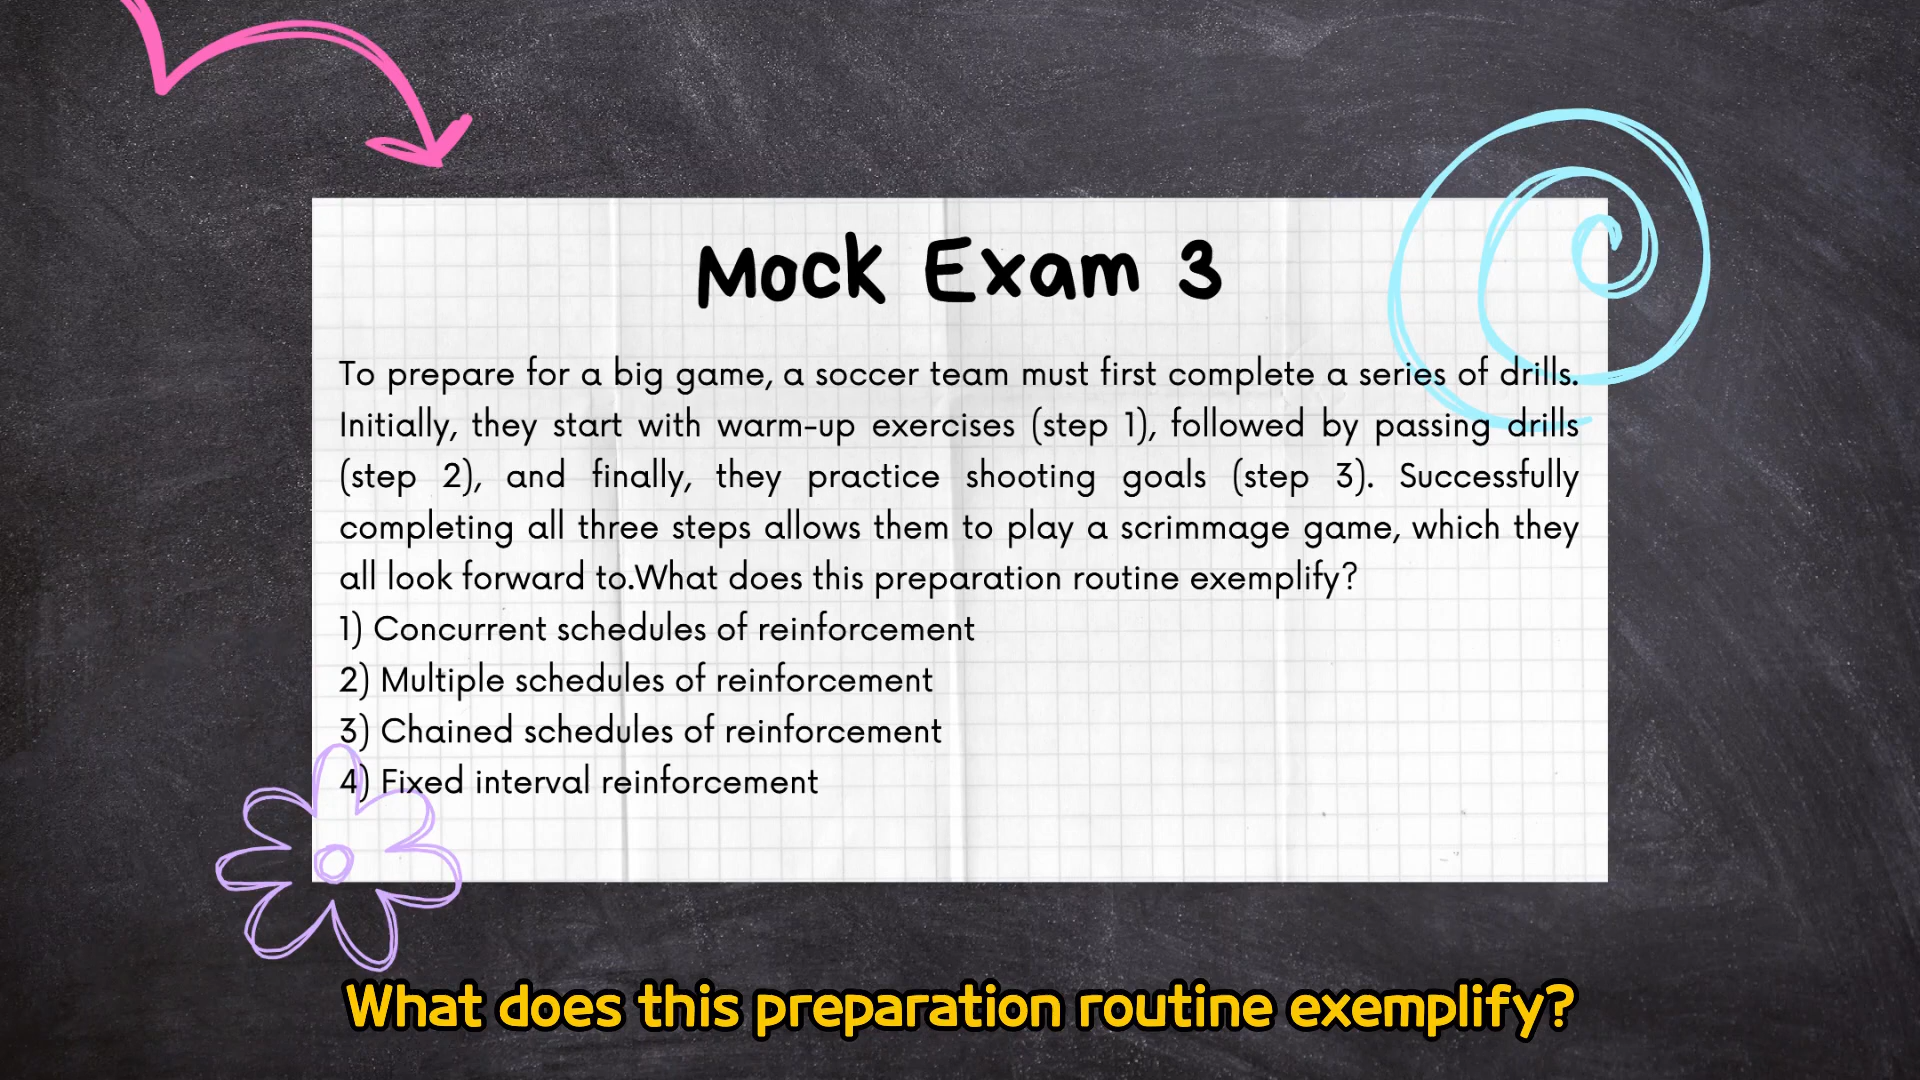 Mock Exam 3
To prepare for a big game, a soccer team must first complete a series of drills.
Initially, they start with warm-up exercises (step 1), followed by passing drills
(step 2), and finally, they practice shooting goals (step 3). Successfully
completing all three steps allows them to play a scrimmage game, which they
all look forward to.What does this preparation routine exemplify?
1) Concurrent schedules of reinforcement
2) Multiple schedules of reinforcement
3) Chained schedules of reinforcement
4) Fixed interval reinforcement
What does this preparation routine exemplify?